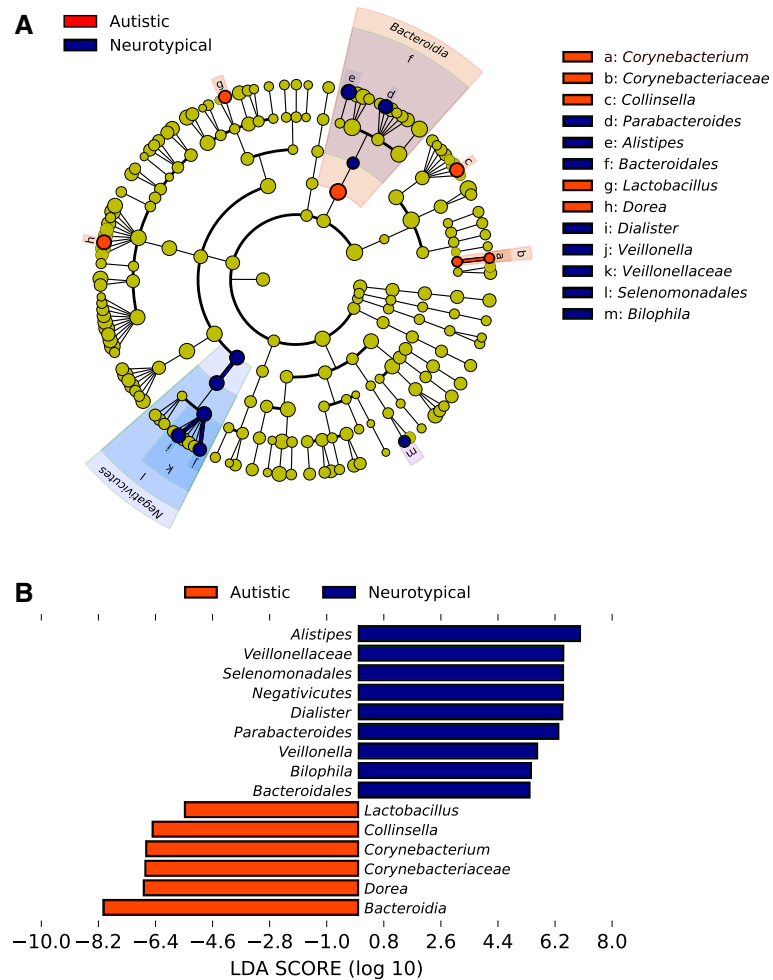 A
Autistic
Neurotypical
Bacteroidia
f
e
d
g
c
h
a
b
a: Corynebacterium
b: Corynebacteriaceae
c: Collinsella
d: Parabacteroides
e: Alistipes
f: Bacteroidales
g: Lactobacillus
h: Dorea
i: Dialister
j: Veillonella
k: Veillonellaceae
l: Selenomonadales
m: Bilophila
m
i
j
k
l
Negativicutes
B
Autistic Neurotypical
Alistipes
Veillonellaceae
Selenomonadales
Negativicutes
Dialister
Parabacteroides
Veillonella
Bilophila
Bacteroidales
Lactobacillus
Collinsella
Corynebacterium
Corynebacteriaceae
Dorea
Bacteroidia
−10.0 −8.2 −6.4 −4.6 −2.8 −1.0 0.8 2.6 4.4 6.2 8.0
LDA SCORE (log 10)